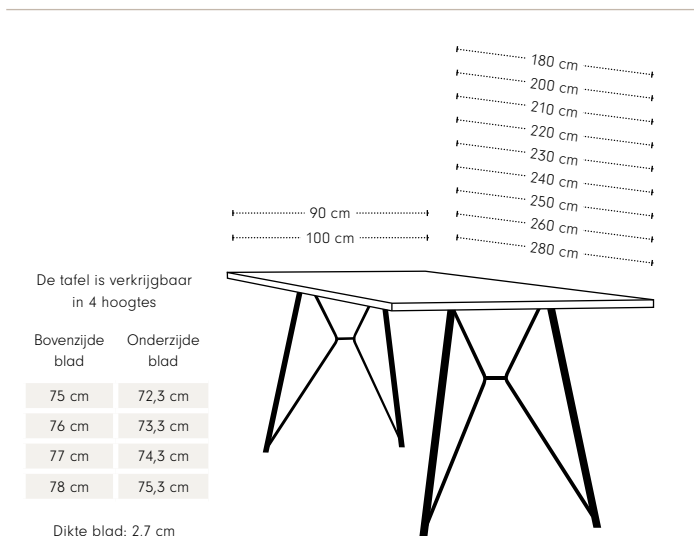 180 cm
200 cm
210 cm
220 cm
230 cm
240 cm
250 cm
260 cm
280 cm
90 cm
100 cm
De tafel is verkrijgbaar
in 4 hoogtes
Bovenzijde Onderzijde
blad blad
75 cm 72,3 cm
76 cm 73,3 cm
77 cm 74,3 cm
78 cm 75,3 cm
Dikte blad: 2,7 cm